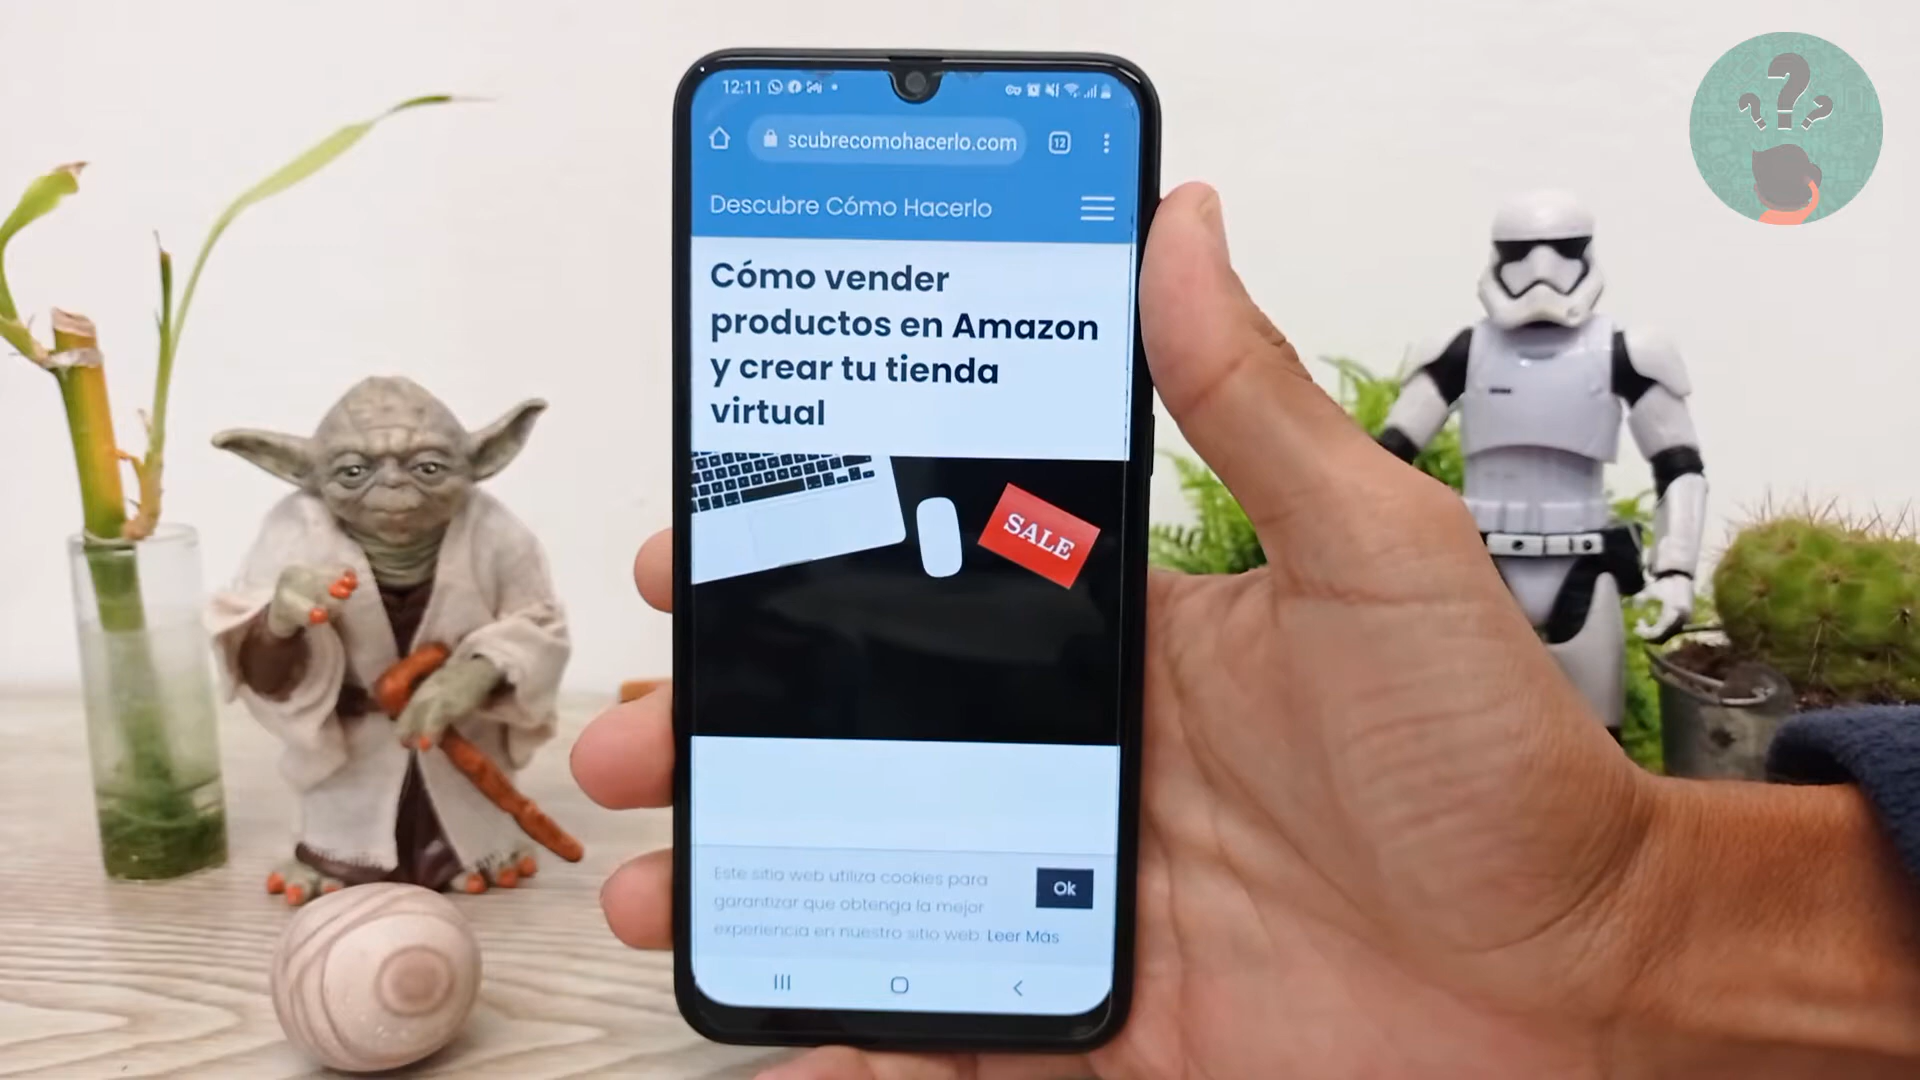 12:11
scubrecomohacerlo.com
12
Descubre Cómo Hacerlo
Cómo vender
productos en Amazon
y crear tu tienda
virtual
SALE
Este sitio web utiliza cookies para
garantizar que obtenga la mejor
experiencia en nuestro sitio web Leer Más
Ok